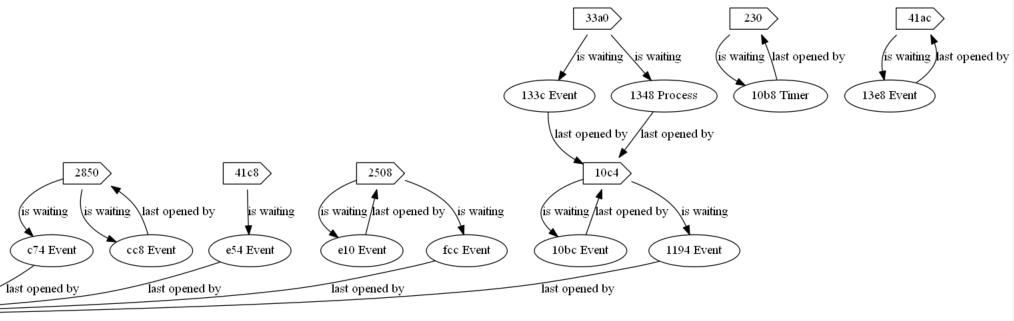 33a0
230
41ac
is waiting
is waiting
is waiting
last opened by
is waiting
last opened by
133c Event
1348 Process
10b8 Timer
13e8 Event
last opened by
last opened by
2850
41c8
2508
10c4
is waiting
is waiting
last opened by
is waiting
is waiting
last opened by
is waiting
is waiting
last opened by
is waiting
c74 Event
cc8 Event
e54 Event
e10 Event
fcc Event
10bc Event
1194 Event
last opened by
last opened by
last opened by
last opened by